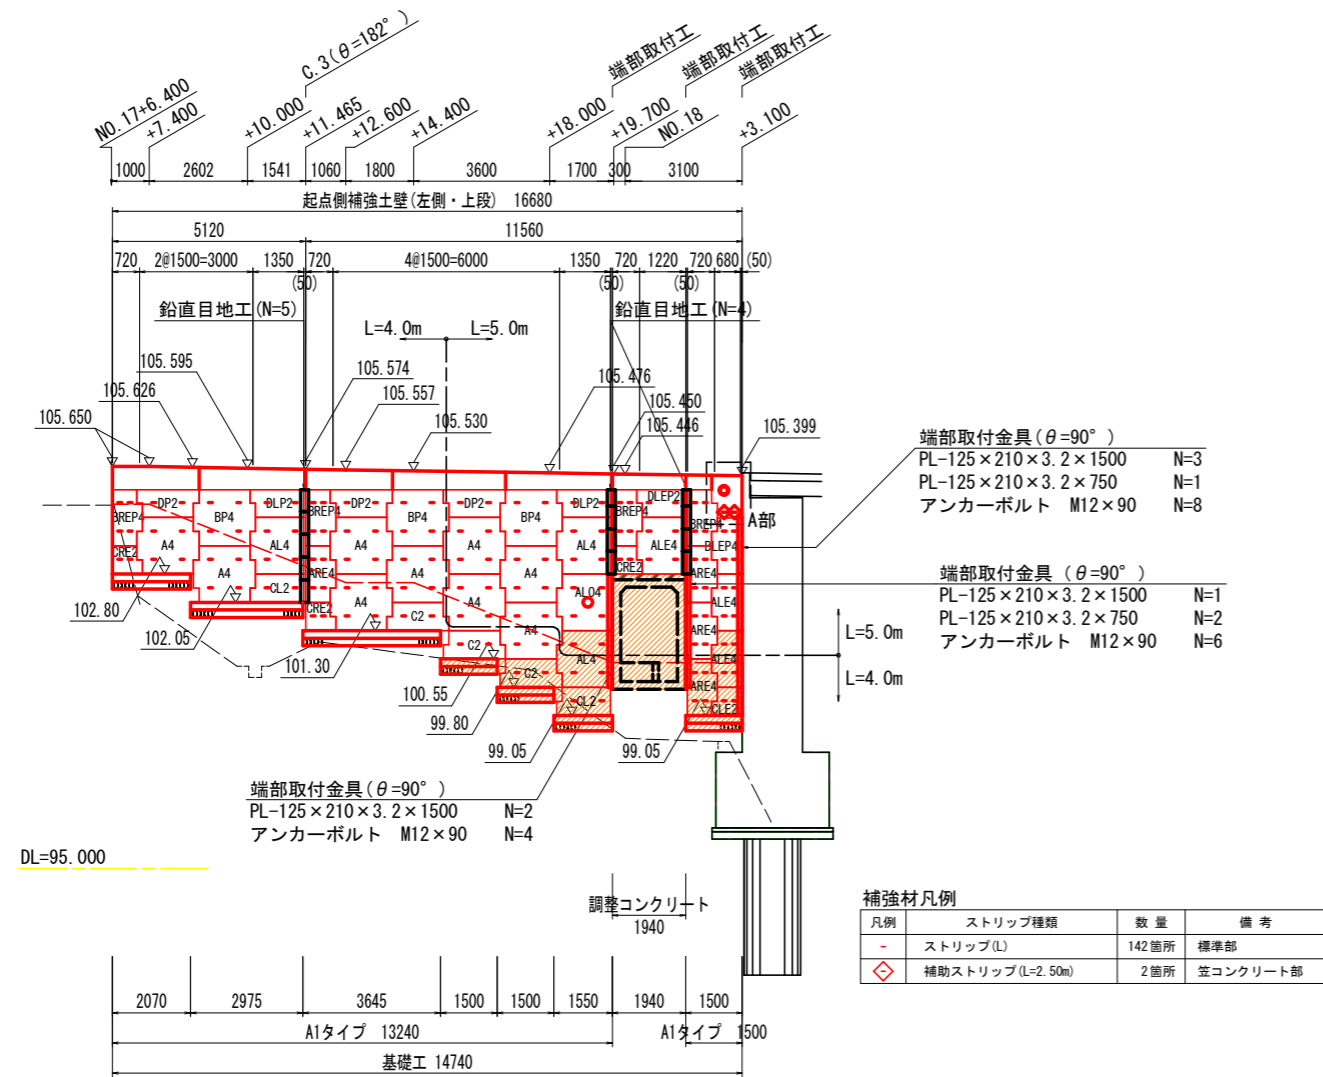 C.3(θ=182°)
端部取付工
端部取付工
端部取付工
NO.17+6.400
+7.400
+10.000
+11.465
+12.600
+14.400
+18.000
+19.700
NO.18
+3.100
1000 2602 1541 1060 1800 3600 1700 300 3100
起点側補強土壁(左側・上段) 16680
5120 11560
720 2@1500=3000 1350 720 4@1500=6000 1350 720 1220 720 680 (50)
(50) (50) (50)
鉛直目地工(N=5) 鉛直目地工(N=4)
L=4.0m L=5.0m
105.595
105.574
105.476
105.626
105.557
105.450
105.650
105.530
105.446
105.399
端部取付金具(θ=90°)
PL-125×210×3.2×1500 N=3
PL-125×210×3.2×750 N=1
アンカーボルト M12×90 N=8
DP2 DLP2 DP2 DP2 DLP2 DLEP2
BREP4 BP4 BREP4 BP4 BP4 BREP4 BREP4
A部
CRE2 A4 AL4 A4 A4 AL4 ALE4 BLEP4
A4 CL2 ARE4 A4 A4 CRE2 ARE4
端部取付金具 (θ=90°)
PL-125×210×3.2×1500 N=1
PL-125×210×3.2×750 N=2
アンカーボルト M12×90 N=6
CRE2 A4 C2 A4 A4 ALO4 ALE4
ARE4
C2 AL4 ALE4
C2 ARE4
CL2 CLE2
L=5.0m
L=4.0m
102.80
102.05
101.30
100.55
99.80
99.05
99.05
端部取付金具(θ=90°)
PL-125×210×3.2×1500 N=2
アンカーボルト M12×90 N=4
DL=95.000
調整コンクリート
1940
補強材凡例
凡例 ストリップ種類 数 量 備 考
ストリップ(L) 142箇所 標準部
補助ストリップ(L=2.50m) 2箇所 笠コンクリート部
2070 2975 3645 1500 1500 1550 1940 1500
A1タイプ 13240 A1タイプ 1500
基礎工 14740